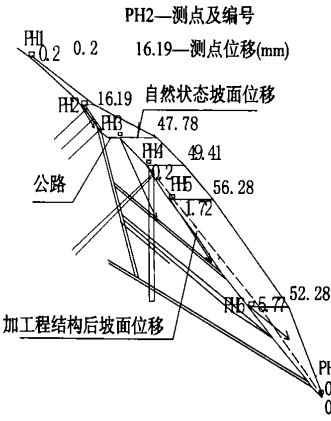 PH2—测点及编号
16.19—测点位移(mm)
PH1
0.2
0.2
PH2
16.19
自然状态坡面位移
PH3
47.78
PH4
49.41
公路
0.2
PH5
56.28
1.72
PH6
5.77
52.28
加工程结构后坡面位移
PH
0
0